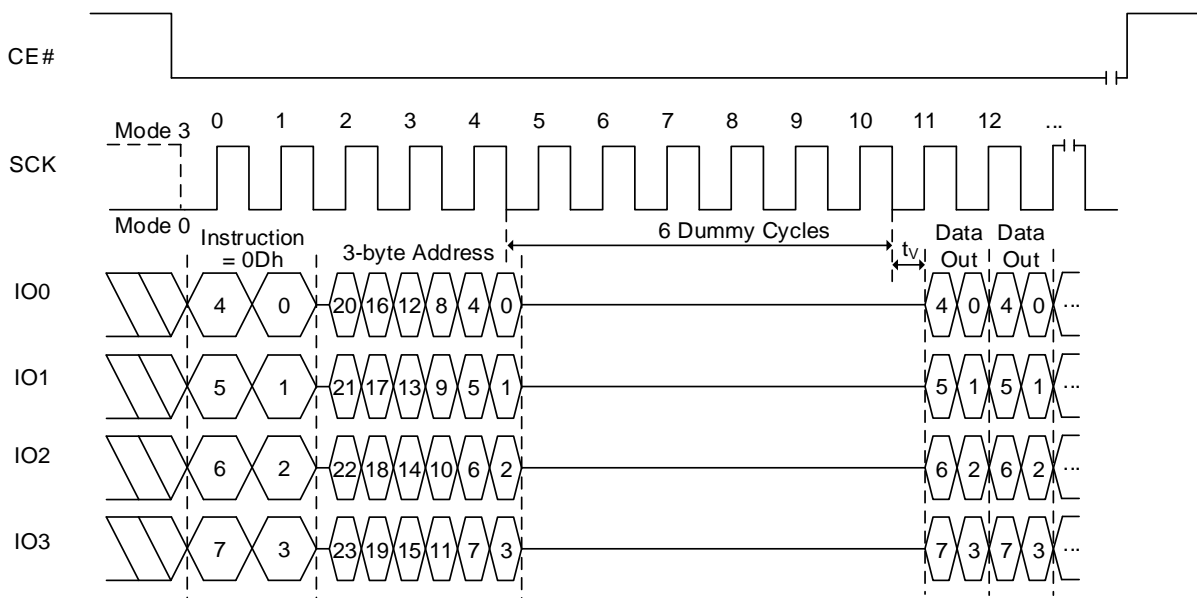 CE#
0 1 2 3 4 5 6 7 8 9 10 11 12 ...
Mode 3
SCK
Mode 0
Instruction = 0Dh
3-byte Address
6 Dummy Cycles
tV
Data Out
Data Out
IO0 4 0 20 16 12 8 4 0 4 0 4 0 ...
IO1 5 1 21 17 13 9 5 1 5 1 5 1 ...
IO2 6 2 22 18 14 10 6 2 6 2 6 2 ...
IO3 7 3 23 19 15 11 7 3 7 3 7 3 ...